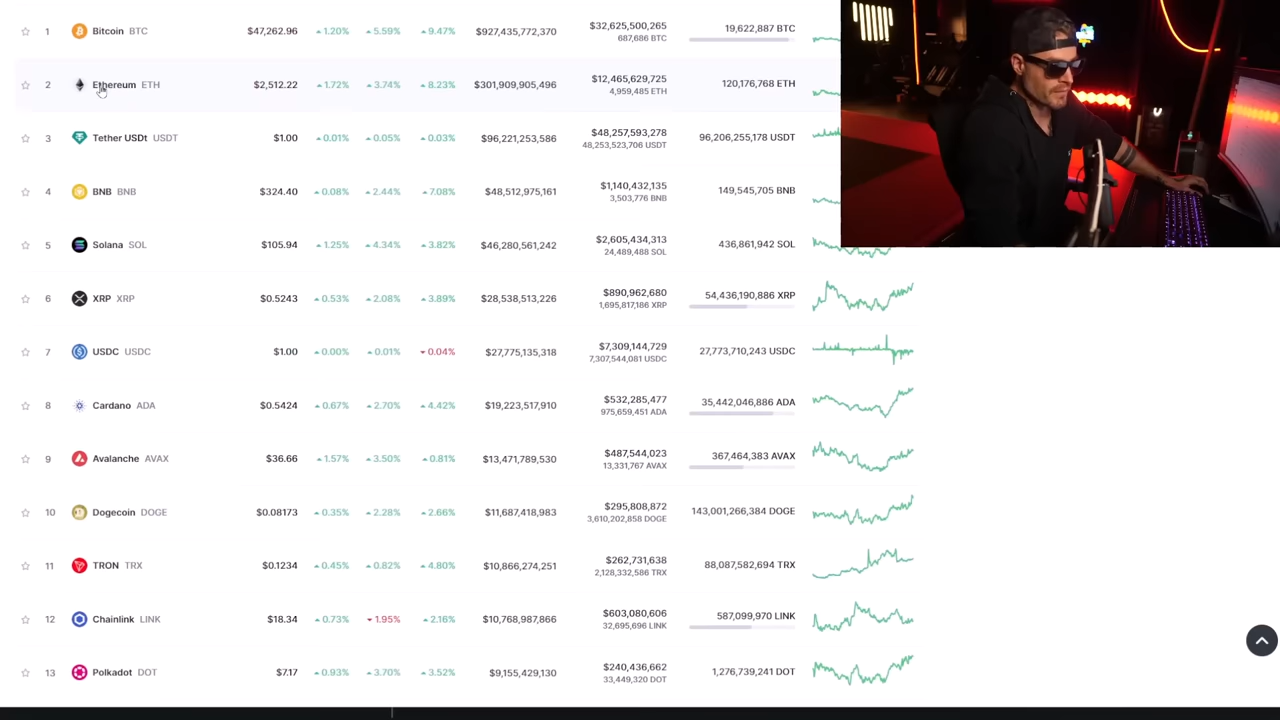 1 Bitcoin BTC $47,262.96 1.20% 5.59% 9.47% $927,435,772,370 $32,625,500,265 19,622,887 BTC
687,686 BTC
2 Ethereum ETH $2,512.22 1.72% 3.74% 8.23% $301,909,905,496 $12,465,629,725 120,176,768 ETH
4,959,485 ETH
3 Tether USDt USDT $1.00 0.01% 0.05% 0.03% $96,221,253,586 $48,257,593,278 96,206,255,178 USDT
48,253,523,706 USDT
4 BNB BNB $324.40 0.08% 2.44% 7.08% $48,512,975,161 $1,140,432,135 149,545,705 BNB
3,503,776 BNB
5 Solana SOL $105.94 1.25% 4.34% 3.82% $46,280,561,242 $2,605,434,313 436,861,942 SOL
24,489,488 SOL
6 XRP XRP $0.5243 0.53% 2.08% 3.89% $28,538,513,226 $890,962,680 54,436,190,886 XRP
1,695,817,186 XRP
7 USDC USDC $1.00 0.00% 0.01% 0.04% $27,775,135,318 $7,309,144,729 27,773,710,243 USDC
7,307,544,081 USDC
8 Cardano ADA $0.5424 0.67% 2.70% 4.42% $19,223,517,910 $532,285,477 35,442,046,886 ADA
975,659,451 ADA
9 Avalanche AVAX $36.66 1.57% 3.50% 0.81% $13,471,789,530 $487,544,023 367,464,383 AVAX
13,331,767 AVAX
10 Dogecoin DOGE $0.08173 0.35% 2.28% 2.66% $11,687,418,983 $295,808,872 143,001,266,384 DOGE
3,610,202,858 DOGE
11 TRON TRX $0.1234 0.45% 0.82% 4.80% $10,866,274,251 $262,731,638 88,087,582,694 TRX
2,128,332,586 TRX
12 Chainlink LINK $18.34 0.73% 1.95% 2.16% $10,768,987,866 $603,080,606 587,099,970 LINK
32,695,696 LINK
13 Polkadot DOT $7.17 0.93% 3.70% 3.52% $9,155,429,130 $240,436,662 1,276,739,241 DOT
33,449,320 DOT